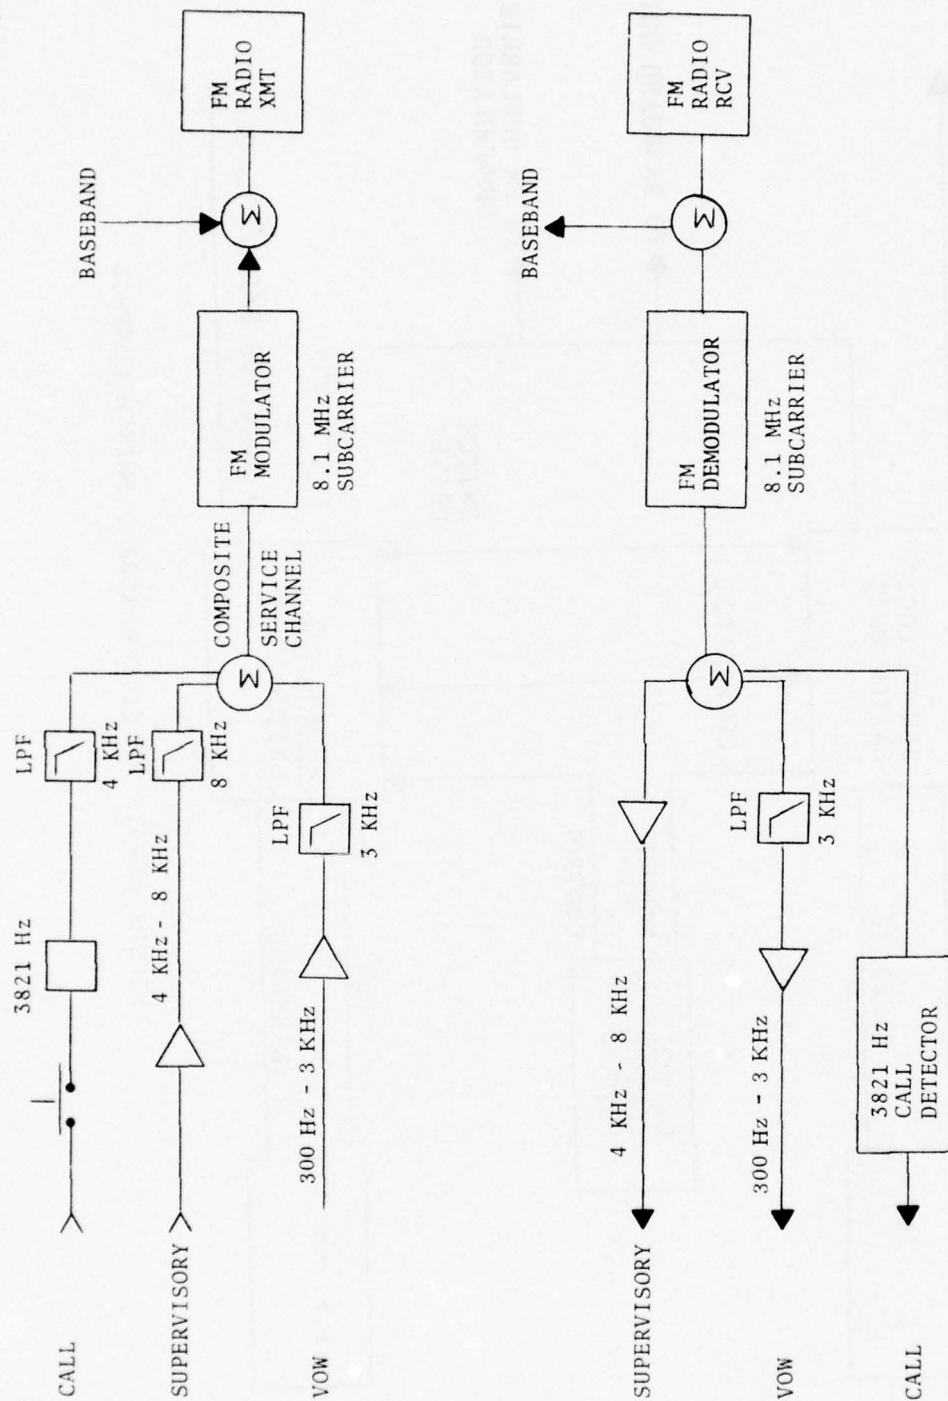 CALL
3821 Hz
LPF
4 KHz
SUPERVISORY
4 KHz - 8 KHz
LPF
8 KHz
VOW
300 Hz - 3 KHz
LPF
3 KHz
Σ
COMPOSITE
SERVICE
CHANNEL
FM
MODULATOR
8.1 MHz
SUBCARRIER
BASEBAND
Σ
FM
RADIO
XMT
SUPERVISORY
4 KHz - 8 KHz
VOW
300 Hz - 3 KHz
LPF
3 KHz
CALL
3821 Hz
CALL
DETECTOR
Σ
FM
DEMODULATOR
8.1 MHz
SUBCARRIER
BASEBAND
Σ
FM
RADIO
RCV